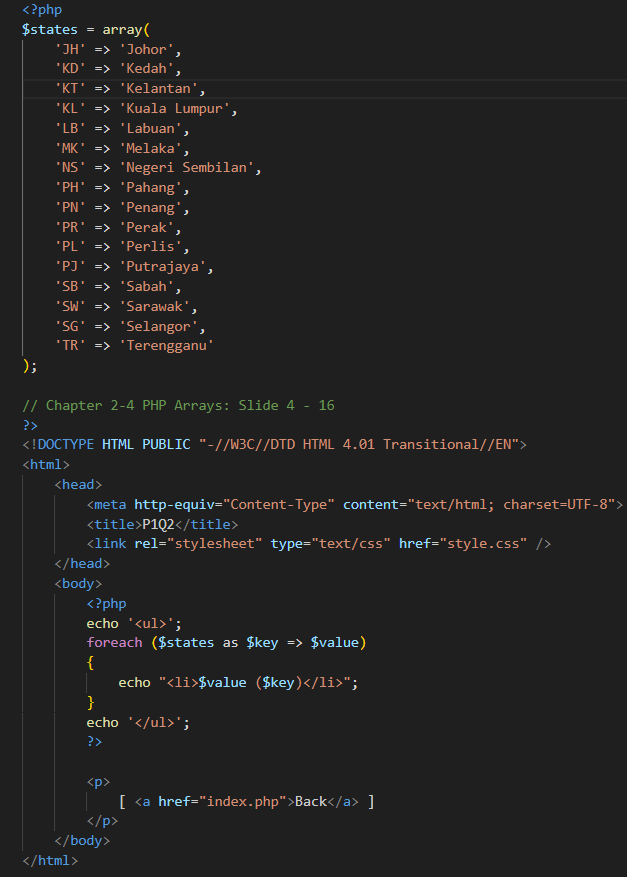 <?php
$states = array(
    'JH' => 'Johor',
    'KD' => 'Kedah',
    'KT' => 'Kelantan',
    'KL' => 'Kuala Lumpur',
    'LB' => 'Labuan',
    'MK' => 'Melaka',
    'NS' => 'Negeri Sembilan',
    'PH' => 'Pahang',
    'PN' => 'Penang',
    'PR' => 'Perak',
    'PL' => 'Perlis',
    'PJ' => 'Putrajaya',
    'SB' => 'Sabah',
    'SW' => 'Sarawak',
    'SG' => 'Selangor',
    'TR' => 'Terengganu'
);

// Chapter 2-4 PHP Arrays: Slide 4 - 16
?>
<!DOCTYPE HTML PUBLIC "-//W3C//DTD HTML 4.01 Transitional//EN">
<html>
    <head>
        <meta http-equiv="Content-Type" content="text/html; charset=UTF-8">
        <title>P1Q2</title>
        <link rel="stylesheet" type="text/css" href="style.css" />
    </head>
    <body>
        <?php
        echo '<ul>';
        foreach ($states as $key => $value)
        {
            echo "<li>$value ($key)</li>";
        }
        echo '</ul>';
        ?>

        <p>
            [ <a href="index.php">Back</a> ]
        </p>
    </body>
</html>